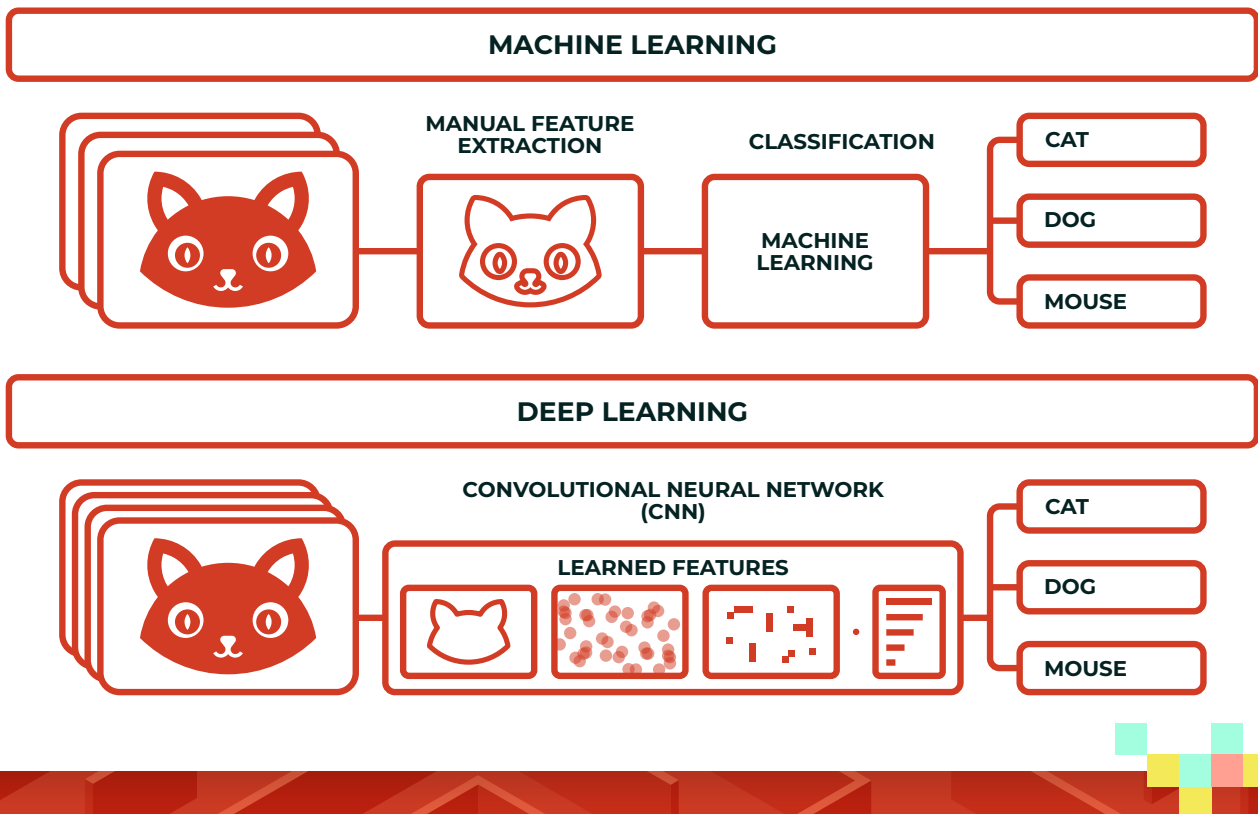 MACHINE LEARNING
MANUAL FEATURE
EXTRACTION
CLASSIFICATION
MACHINE
LEARNING
CAT
DOG
MOUSE
DEEP LEARNING
CONVOLUTIONAL NEURAL NETWORK
(CNN)
LEARNED FEATURES
CAT
DOG
MOUSE